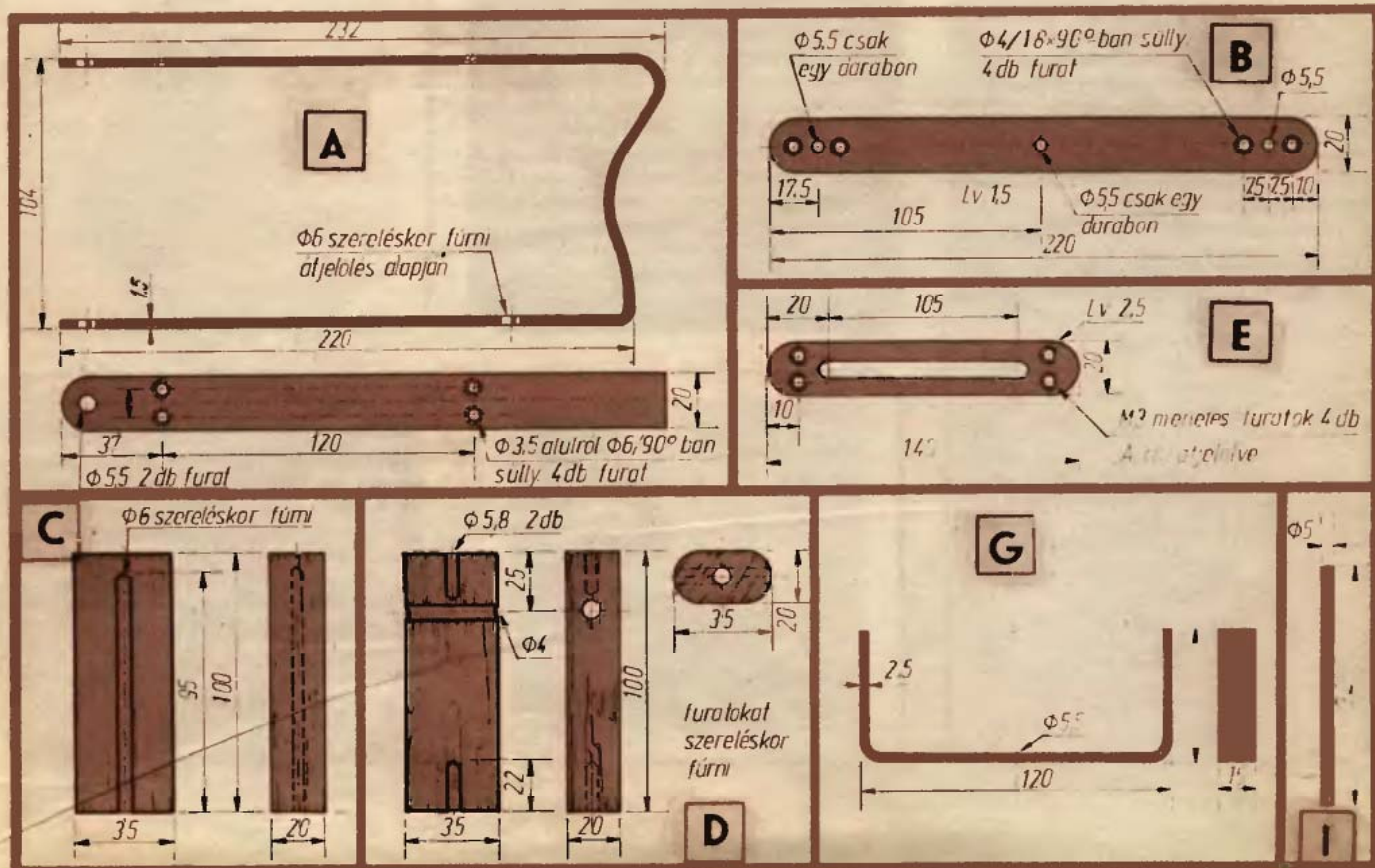 232
104
A
Φ6 szereléskor fúrni
átjelölés alapján
1,5
220
20
37
120
Φ5,5 2db furat
Φ3,5 alulról Φ6/90° ban
sülly. 4db furat
B
Φ5,5 csak
egy darabon
Φ4/18×90°-ban sülly
4db furat
Φ5,5
20
17,5
Lv 1,5
Φ5,5 csak egy
darabon
7,5
10
105
220
E
20
105
Lv 2,5
20
10
M3 menetes furatok 4db
C
Φ6 szereléskor fúrni
95
100
35
20
D
Φ5,8 2db
25
Φ4
22
100
35
20
35
20
furatokat
szereléskor
fúrni
G
2,5
Φ5,5
120
I
Φ5